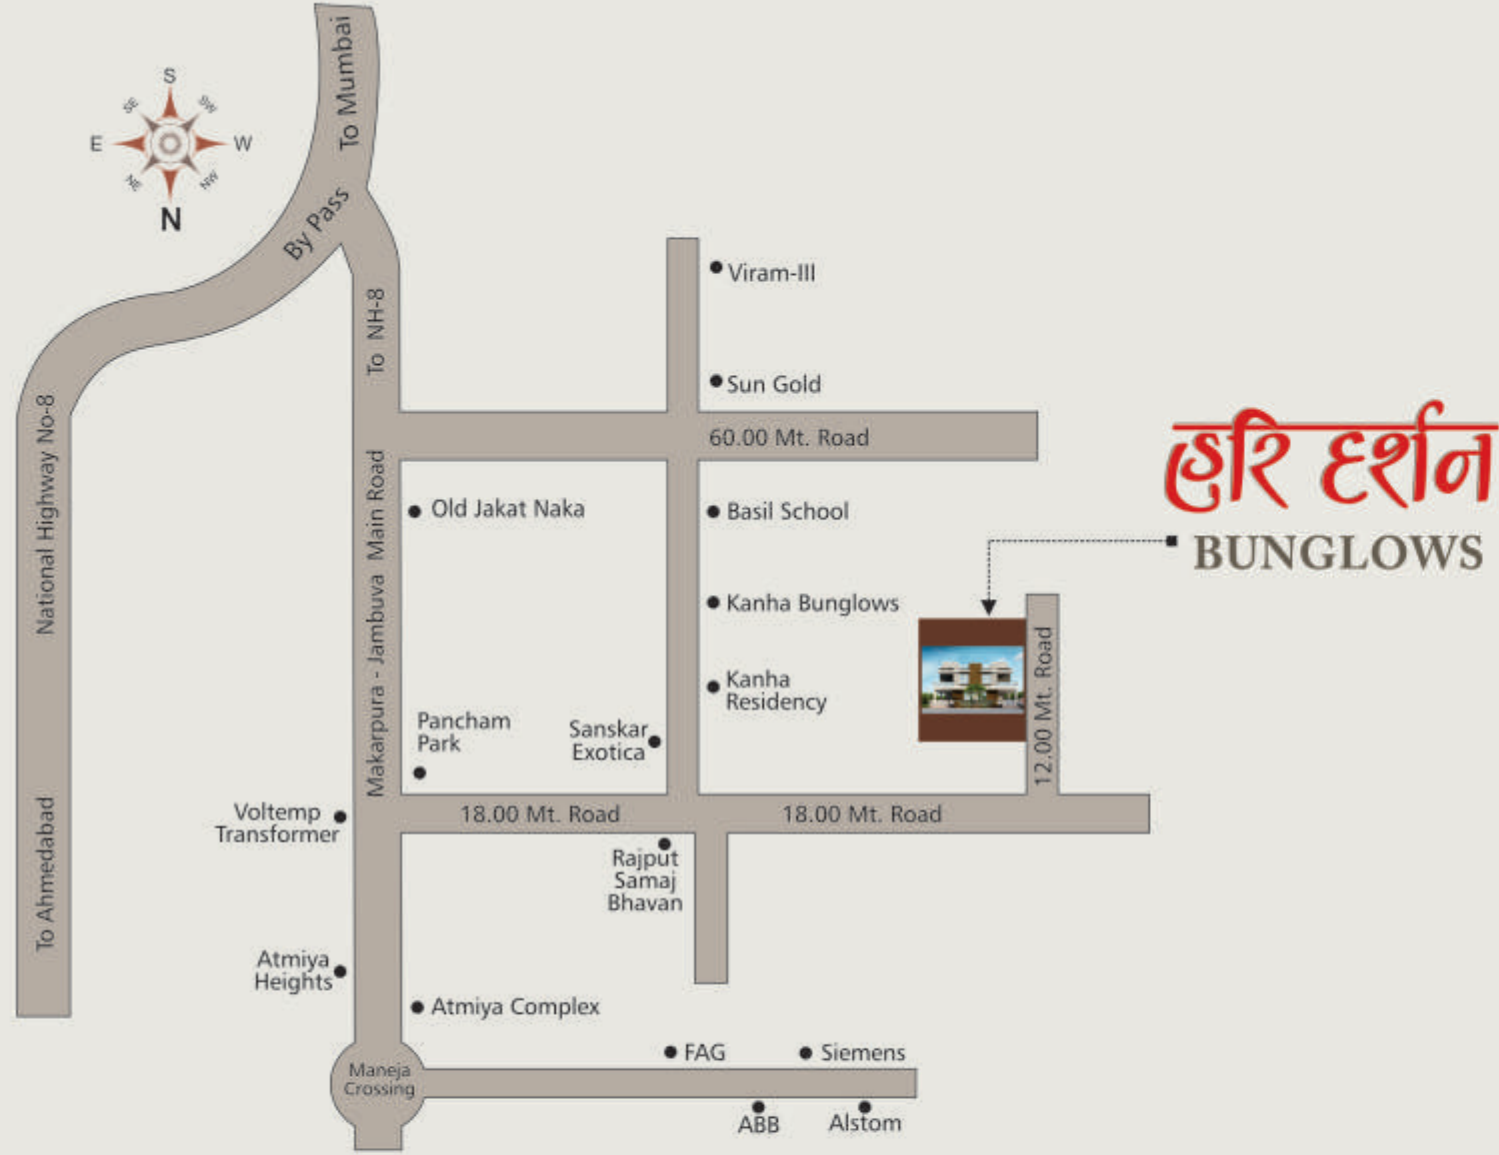 To Mumbai
S
SE
SW
E
W
NE
NW
N
By Pass
To NH-8
Viram-III
Sun Gold
60.00 Mt. Road
National Highway No-8
To Ahmedabad
Makarpura - Jambuva Main Road
Old Jakat Naka
Basil School
હરિ દર્શન
BUNGLOWS
Kanha Bunglows
Kanha
Residency
12.00 Mt. Road
Pancham
Park
Sanskar
Exotica
Voltemp
Transformer
18.00 Mt. Road
18.00 Mt. Road
Rajput
Samaj
Bhavan
Atmiya
Heights
Atmiya Complex
Maneja
Crossing
FAG
Siemens
ABB
Alstom